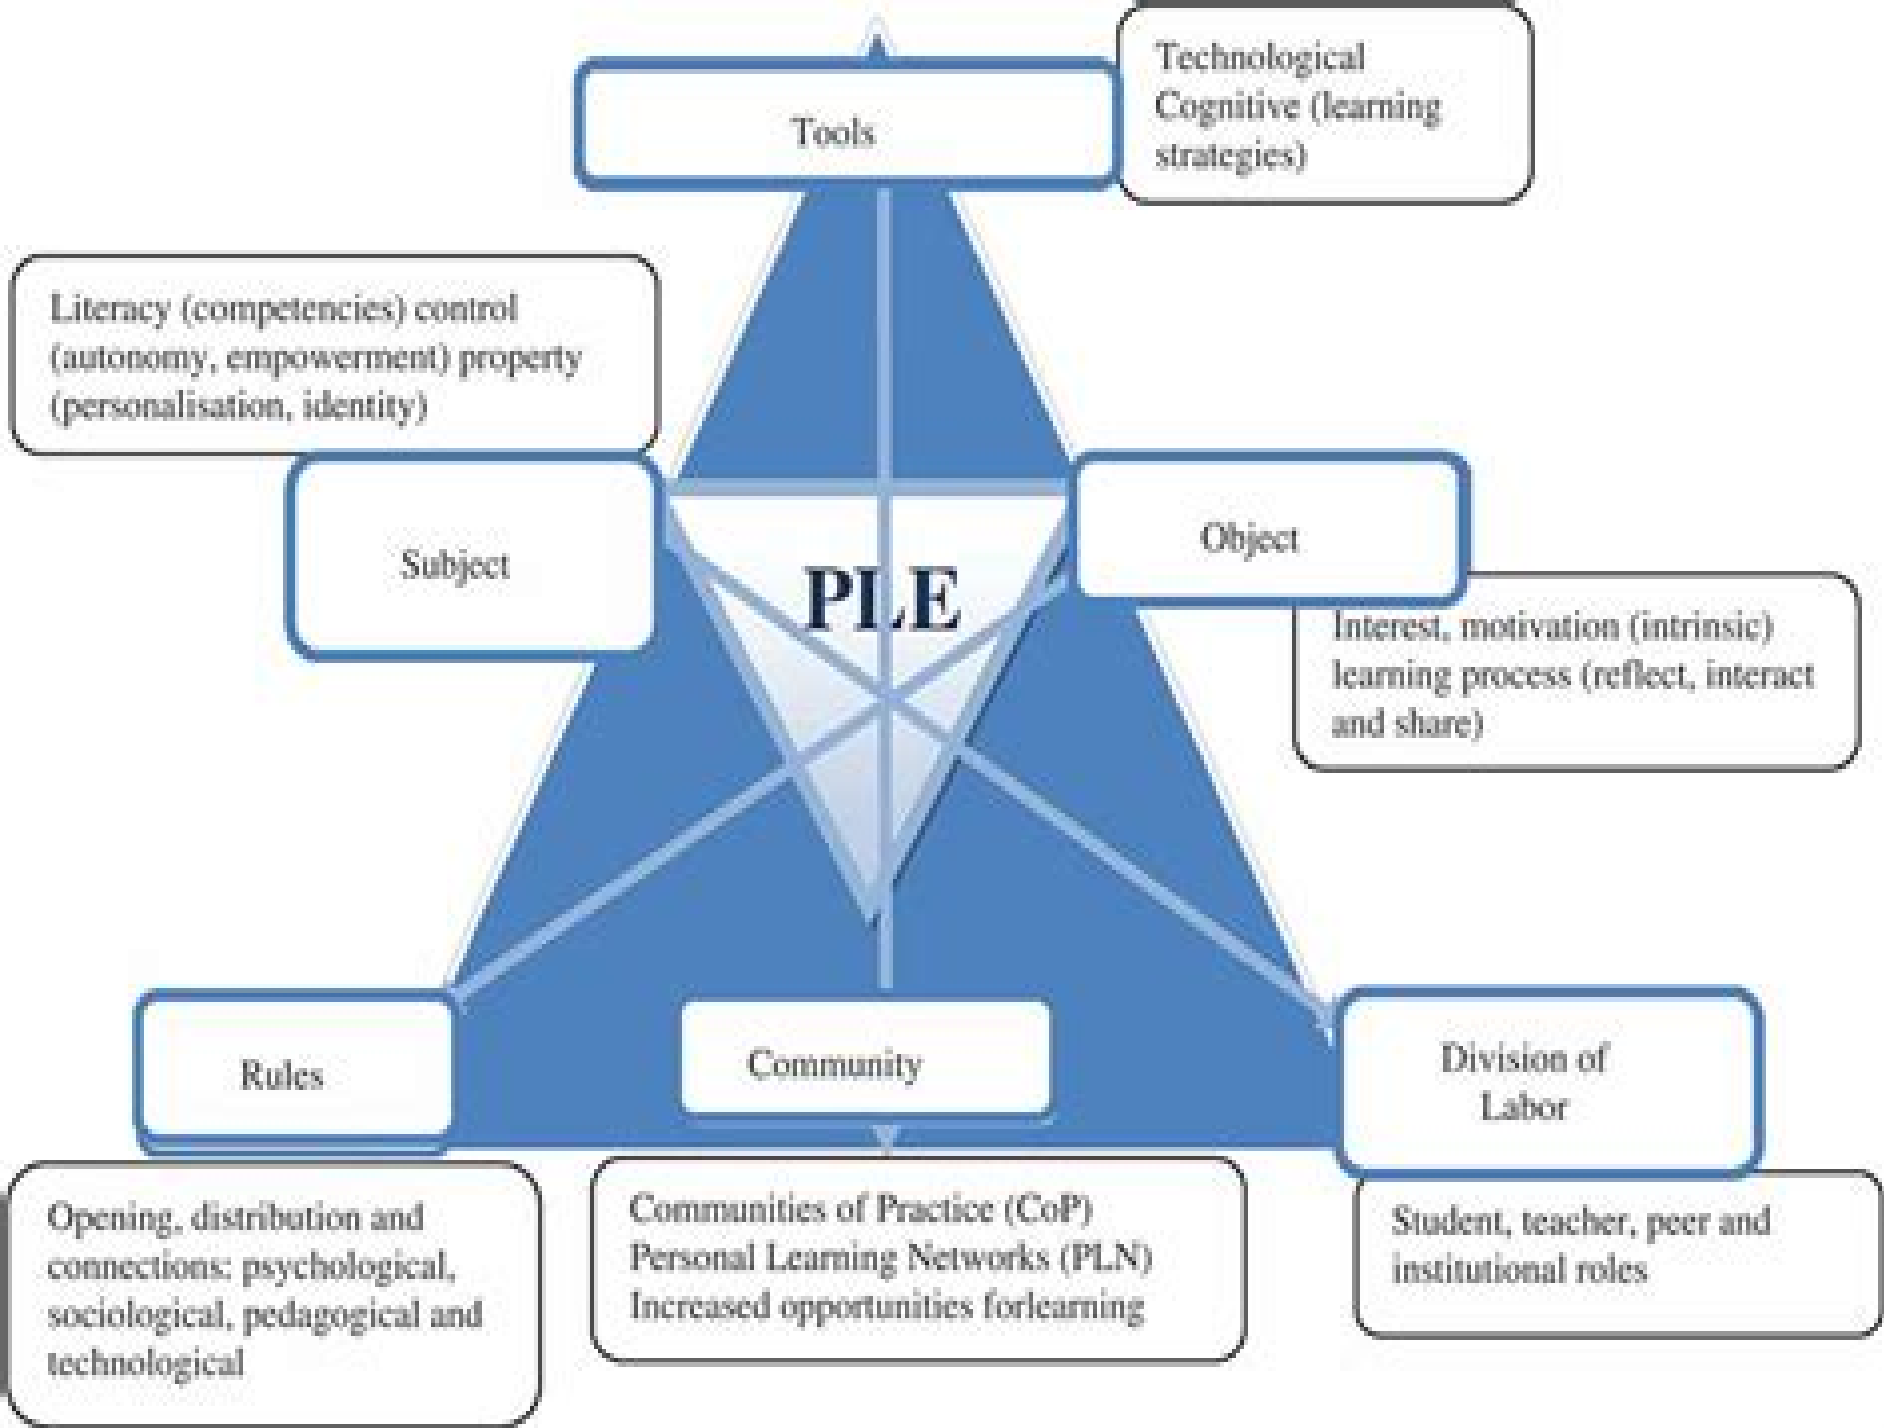 Tools
Technological
Cognitive (learning
strategies)
Literacy (competencies) control
(autonomy, empowerment) property
(personalisation, identity)
Subject
PLE
Object
Interest, motivation (intrinsic)
learning process (reflect, interact
and share)
Rules
Community
Division of
Labor
Opening, distribution and
connections: psychological,
sociological, pedagogical and
technological
Communities of Practice (CoP)
Personal Learning Networks (PLN)
Increased opportunities forlearning
Student, teacher, peer and
institutional roles